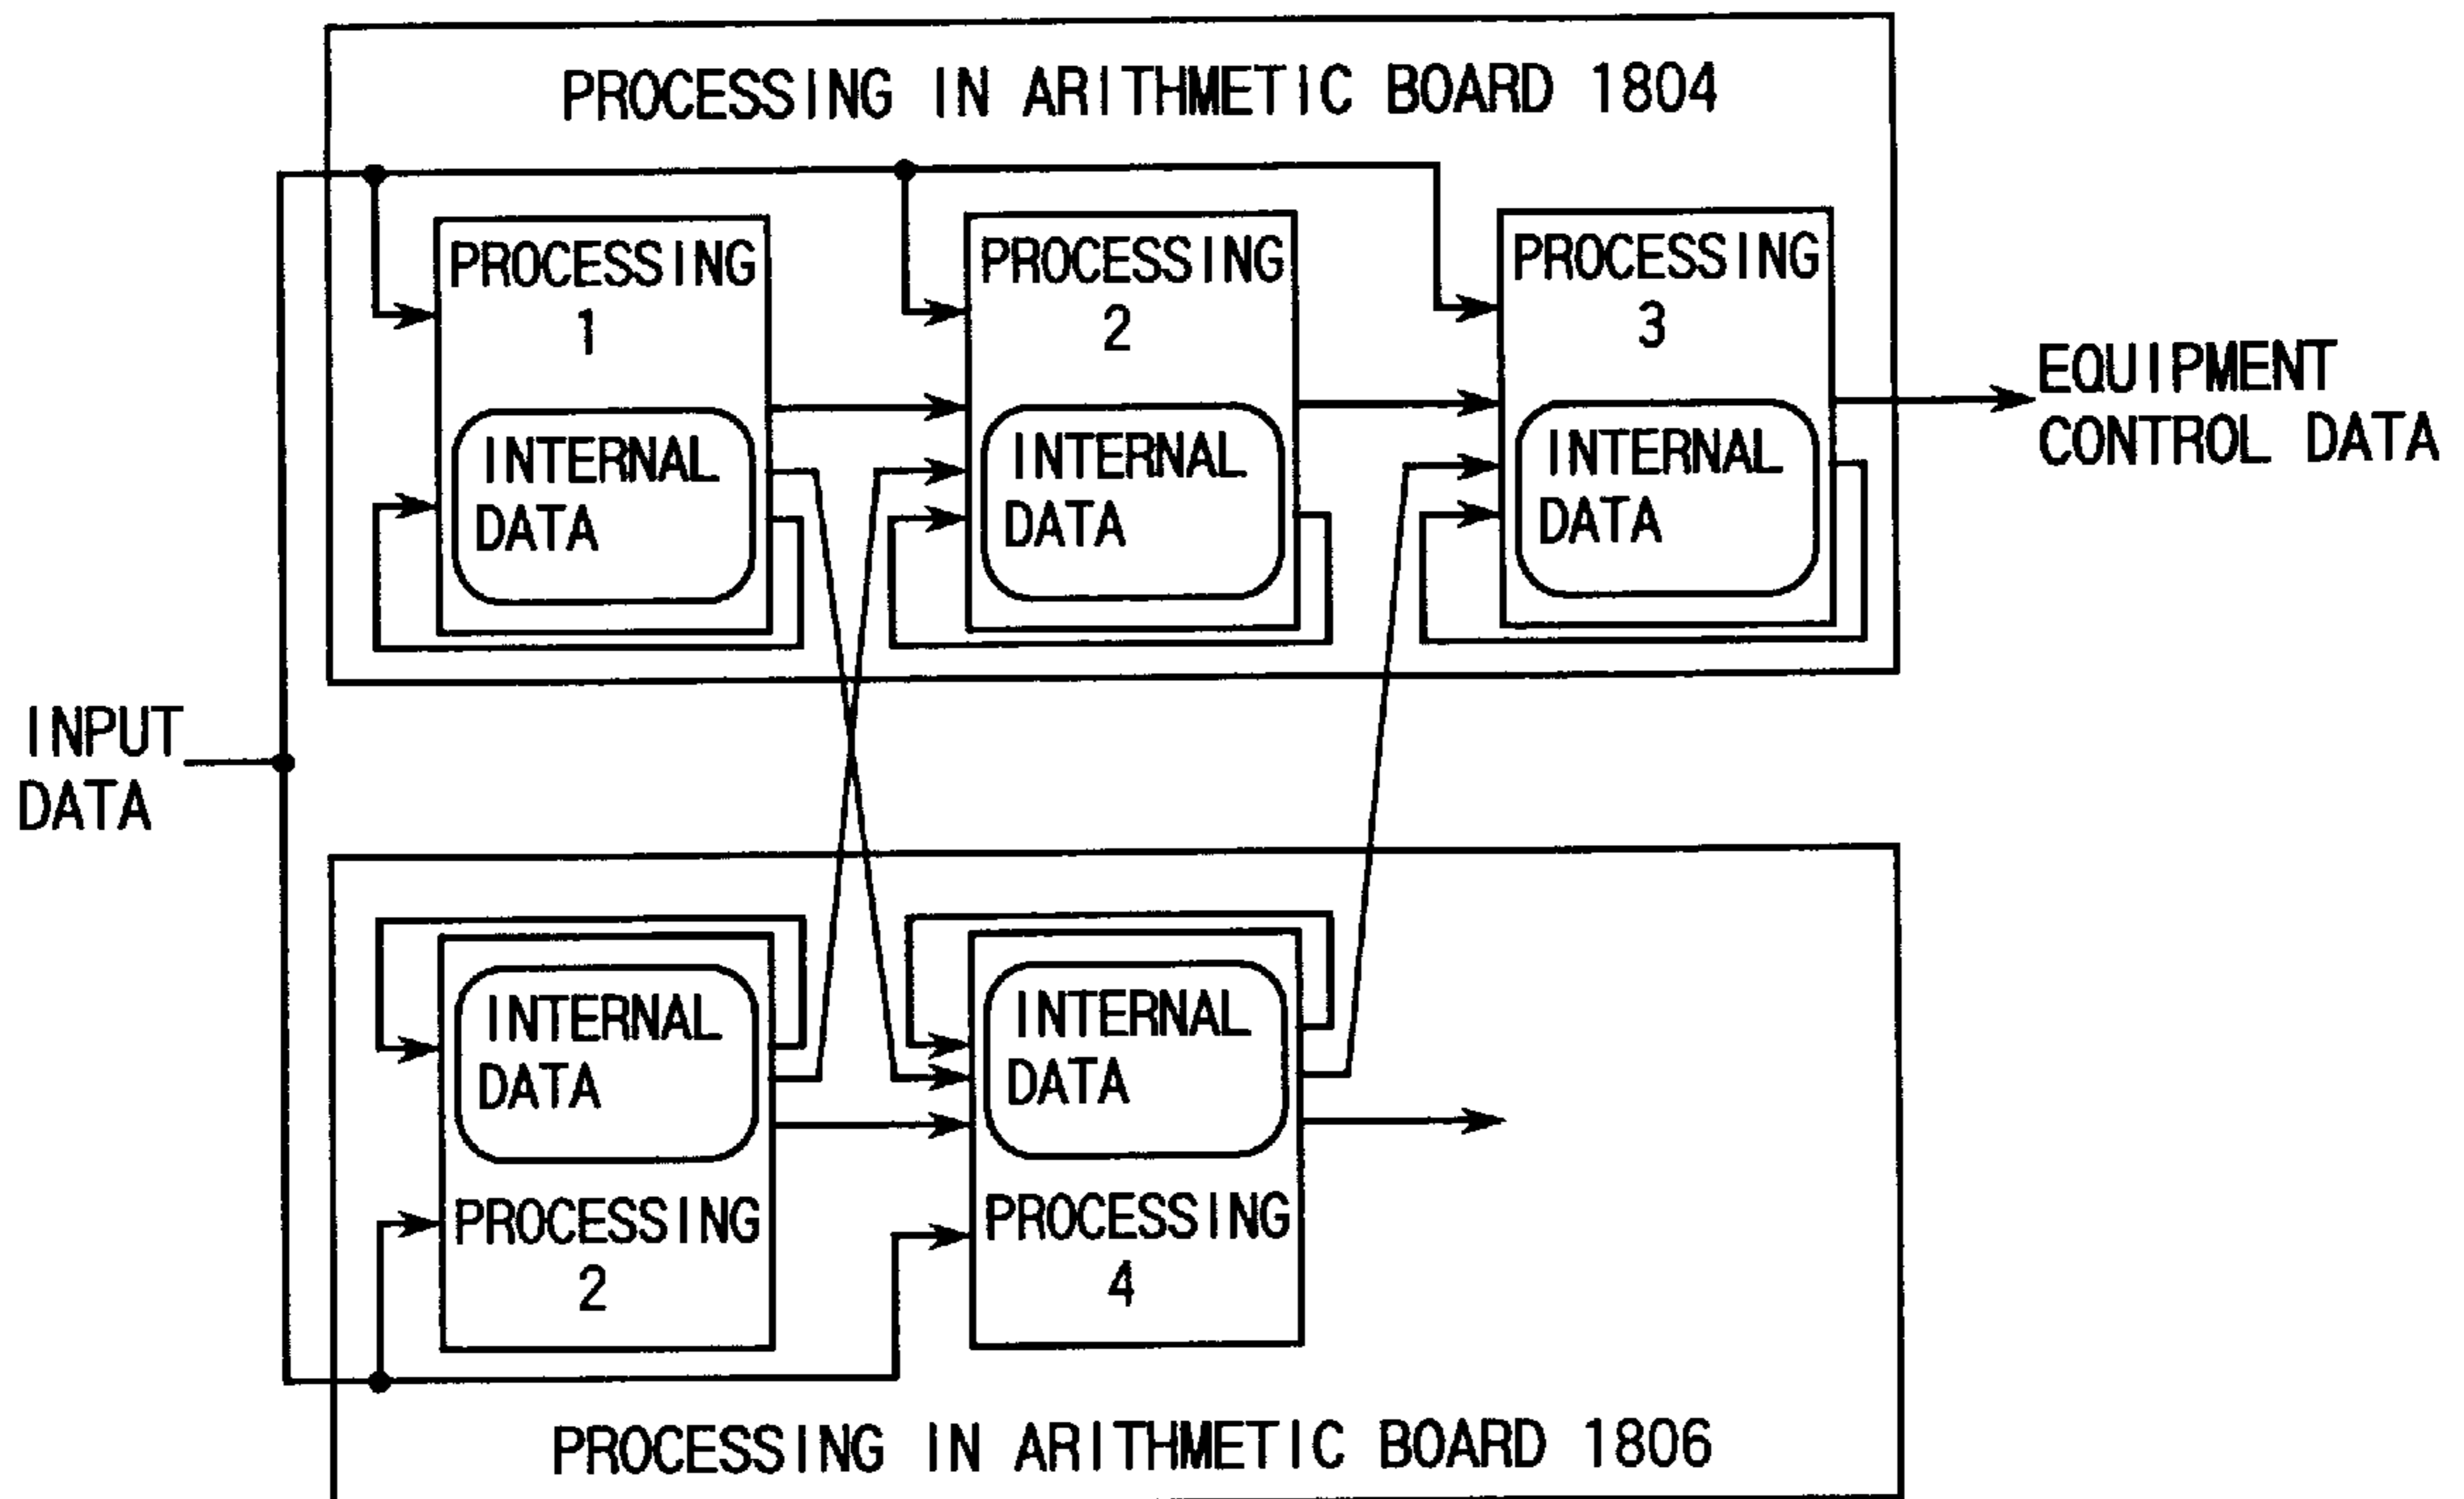 PROCESSING IN ARITHMETIC BOARD 1804
PROCESSING
1
INTERNAL
DATA
PROCESSING
2
INTERNAL
DATA
PROCESSING
3
INTERNAL
DATA
EQUIPMENT
CONTROL DATA
INPUT
DATA
INTERNAL
DATA
PROCESSING
2
INTERNAL
DATA
PROCESSING
4
PROCESSING IN ARITHMETIC BOARD 1806